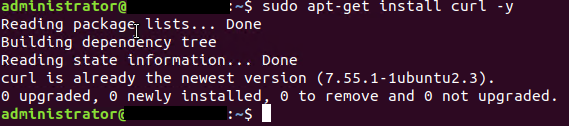 administrator@ :~$ sudo apt-get install curl -y
Reading package lists... Done
Building dependency tree
Reading state information... Done
curl is already the newest version (7.55.1-1ubuntu2.3).
0 upgraded, 0 newly installed, 0 to remove and 0 not upgraded.
administrator@ :~$